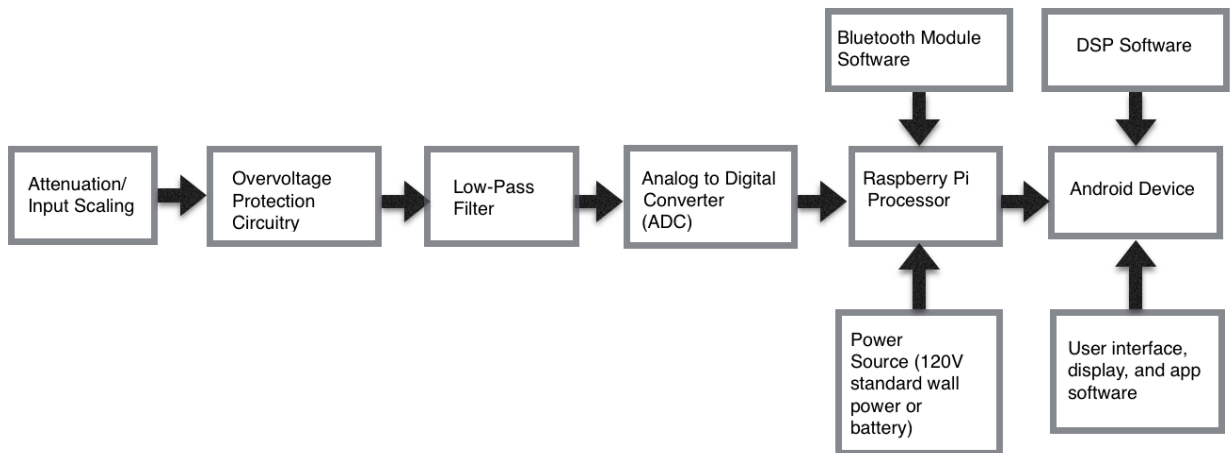 Bluetooth Module
Software
DSP Software
Attenuation/
Input Scaling
Overvoltage
Protection
Circuitry
Low-Pass
Filter
Analog to Digital
Converter
(ADC)
Raspberry Pi
Processor
Android Device
Power
Source (120V
standard wall
power or
battery)
User interface,
display, and app
software